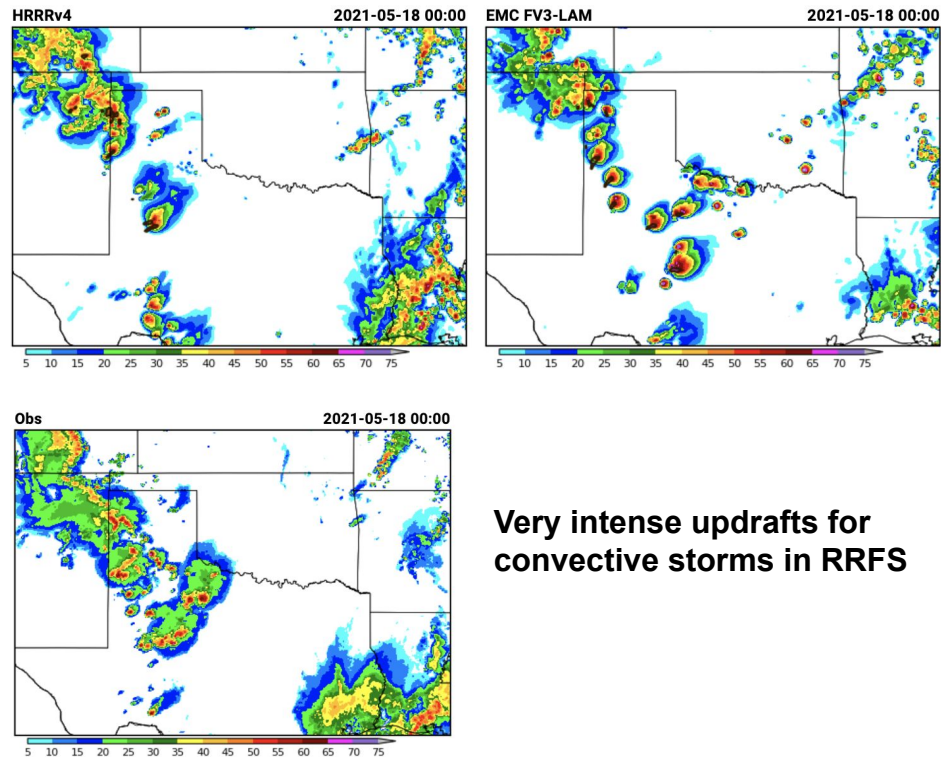 HRRRv4 2021-05-18 00:00
EMC FV3-LAM 2021-05-18 00:00
5 10 15 20 25 30 35 40 45 50 55 60 65 70 75
5 10 15 20 25 30 35 40 45 50 55 60 65 70 75
Obs 2021-05-18 00:00
Very intense updrafts for
convective storms in RRFS
5 10 15 20 25 30 35 40 45 50 55 60 65 70 75